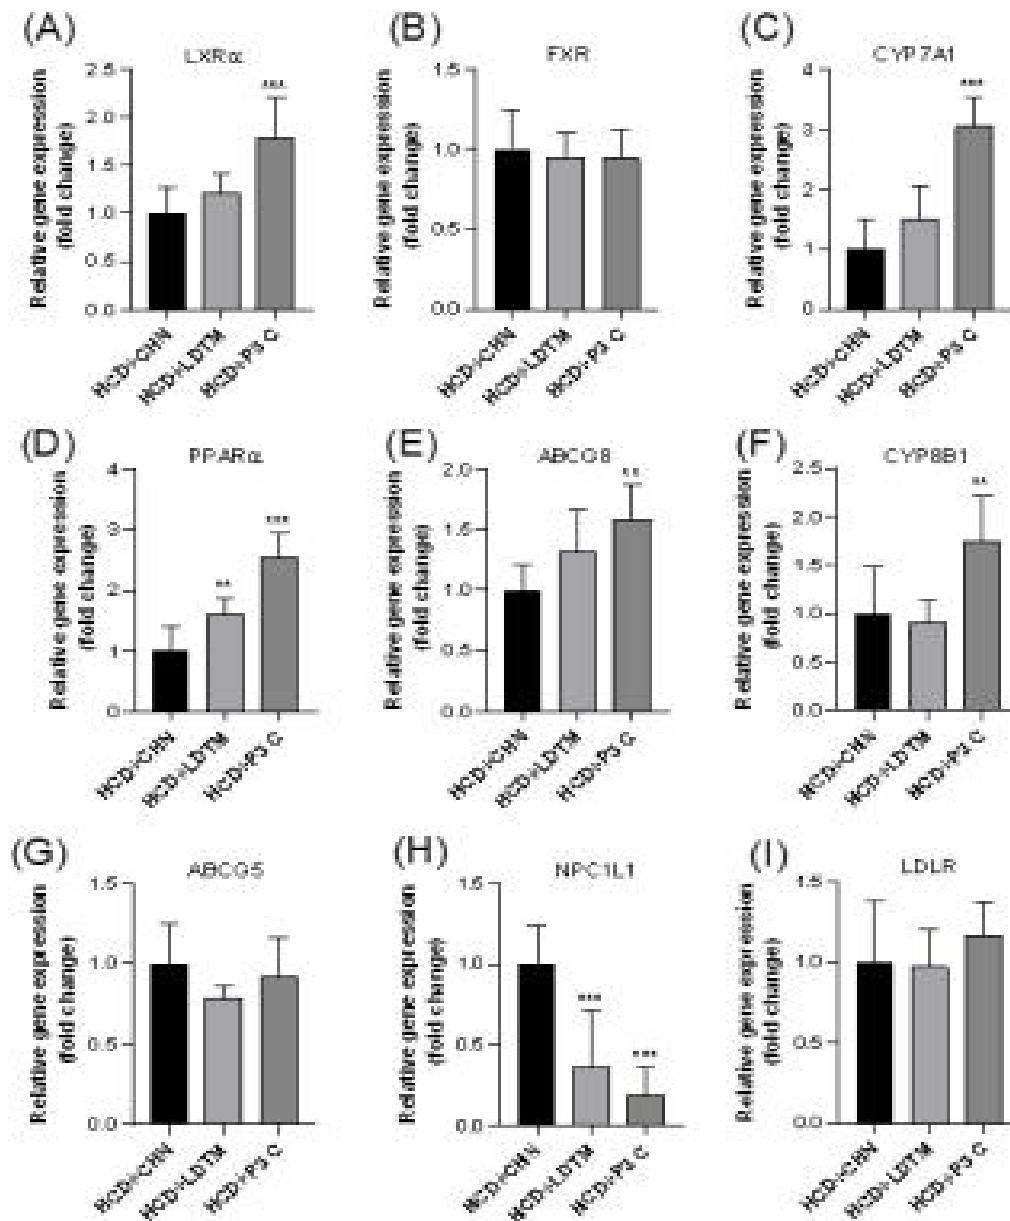 (A)
LXRα
Relative gene expression
(fold change)
2.5
2.0
1.5
1.0
0.5
0.0
***
HCD→CHN
HCD→LDTM
HCD→P3 C
(B)
FXR
Relative gene expression
(fold change)
1.5
1.0
0.5
0.0
HCD→CHN
HCD→LDTM
HCD→P3 C
(C)
CYP7A1
Relative gene expression
(fold change)
4
3
2
1
0
***
HCD→CHN
HCD→LDTM
HCD→P3 C
(D)
PPARα
Relative gene expression
(fold change)
4
3
2
1
0
**
***
HCD→CHN
HCD→LDTM
HCD→P3 C
(E)
ABCG8
Relative gene expression
(fold change)
2.0
1.5
1.0
0.5
0.0
**
HCD→CHN
HCD→LDTM
HCD→P3 C
(F)
CYP8B1
Relative gene expression
(fold change)
2.5
2.0
1.5
1.0
0.5
0.0
**
HCD→CHN
HCD→LDTM
HCD→P3 C
(G)
ABCG5
Relative gene expression
(fold change)
1.5
1.0
0.5
0.0
HCD→CHN
HCD→LDTM
HCD→P3 C
(H)
NPC1L1
Relative gene expression
(fold change)
1.5
1.0
0.5
0.0
***
***
HCD→CHN
HCD→LDTM
HCD→P3 C
(I)
LDLR
Relative gene expression
(fold change)
1.5
1.0
0.5
0.0
HCD→CHN
HCD→LDTM
HCD→P3 C